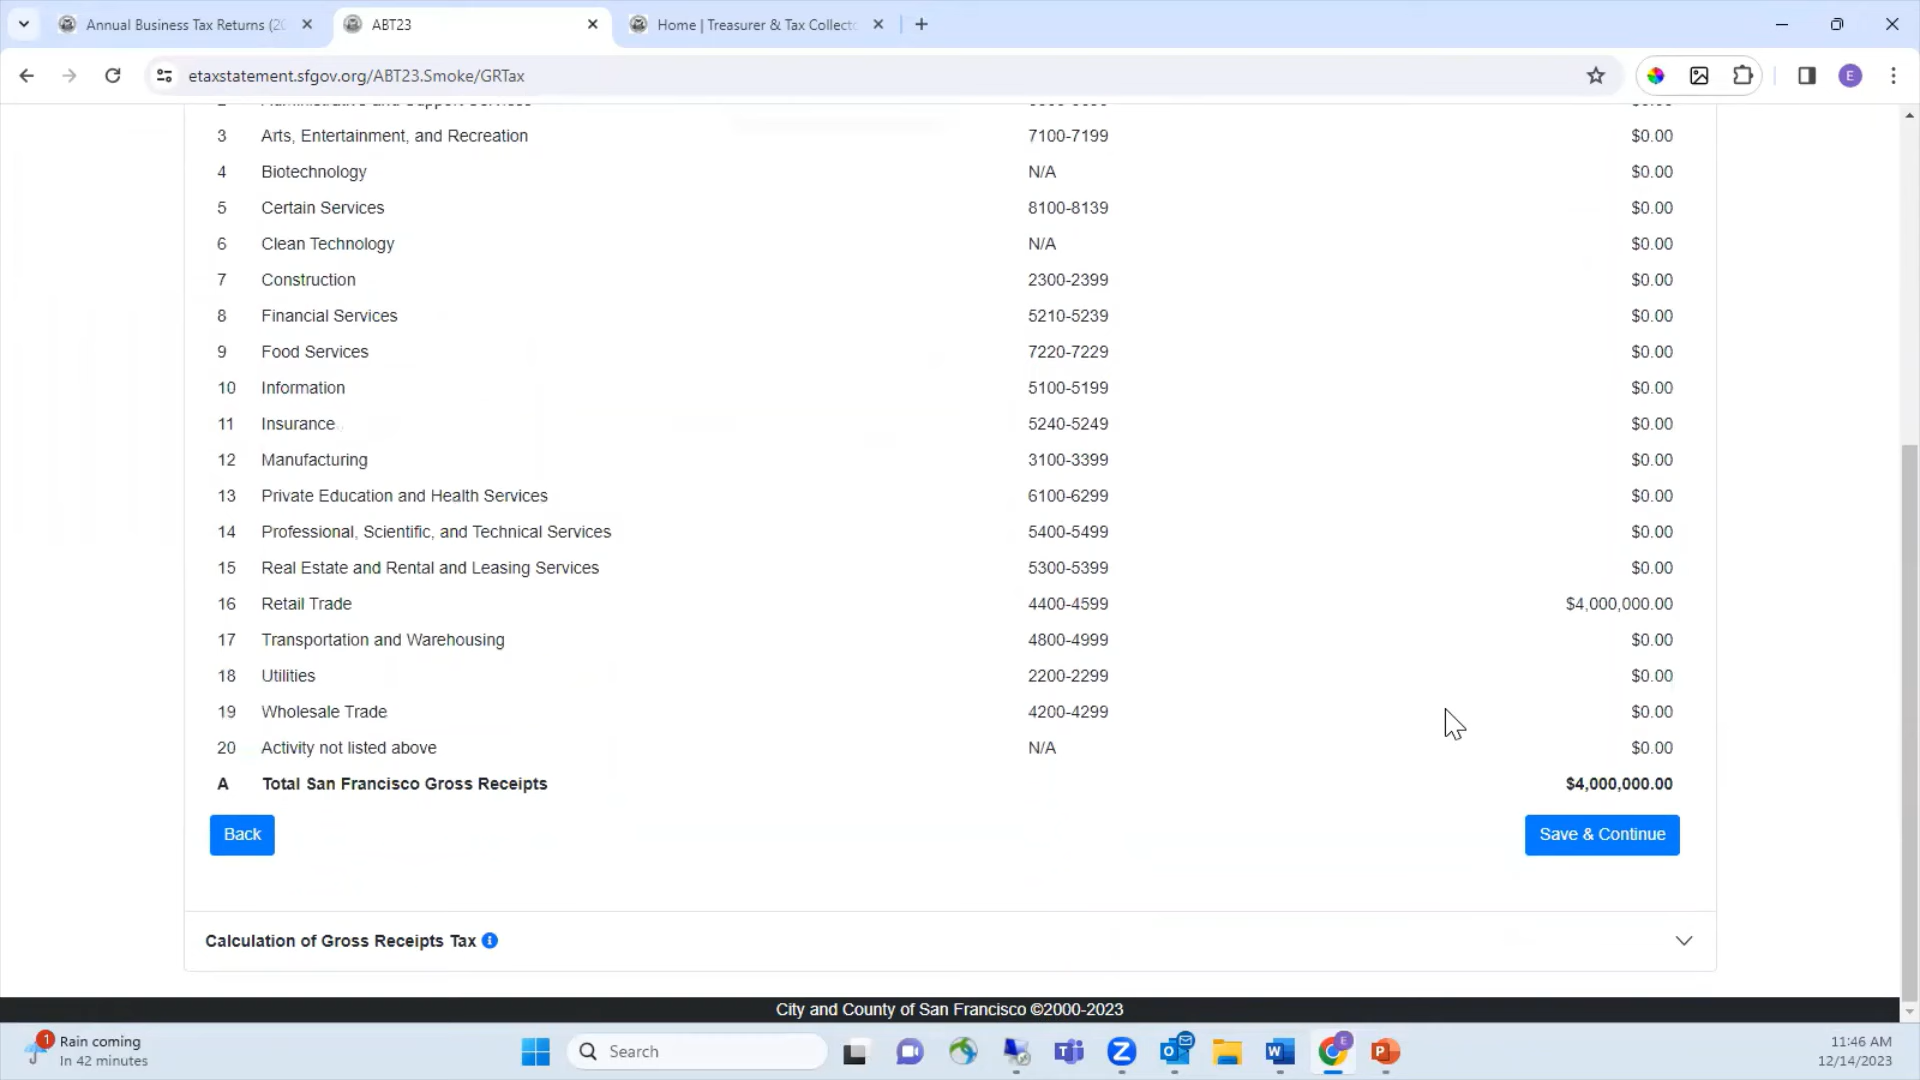 Annual Business Tax Returns (20
ABT23
Home | Treasurer & Tax Collecto
etaxstatement.sfgov.org/ABT23.Smoke/GRTax
E
3 Arts, Entertainment, and Recreation 7100-7199 $0.00
4 Biotechnology N/A $0.00
5 Certain Services 8100-8139 $0.00
6 Clean Technology N/A $0.00
7 Construction 2300-2399 $0.00
8 Financial Services 5210-5239 $0.00
9 Food Services 7220-7229 $0.00
10 Information 5100-5199 $0.00
11 Insurance 5240-5249 $0.00
12 Manufacturing 3100-3399 $0.00
13 Private Education and Health Services 6100-6299 $0.00
14 Professional, Scientific, and Technical Services 5400-5499 $0.00
15 Real Estate and Rental and Leasing Services 5300-5399 $0.00
16 Retail Trade 4400-4599 $4,000,000.00
17 Transportation and Warehousing 4800-4999 $0.00
18 Utilities 2200-2299 $0.00
19 Wholesale Trade 4200-4299 $0.00
20 Activity not listed above N/A $0.00
A Total San Francisco Gross Receipts $4,000,000.00
Back Save & Continue
Calculation of Gross Receipts Tax
City and County of San Francisco ©2000-2023
1 Rain coming
In 42 minutes
Search
11:46 AM
12/14/2023